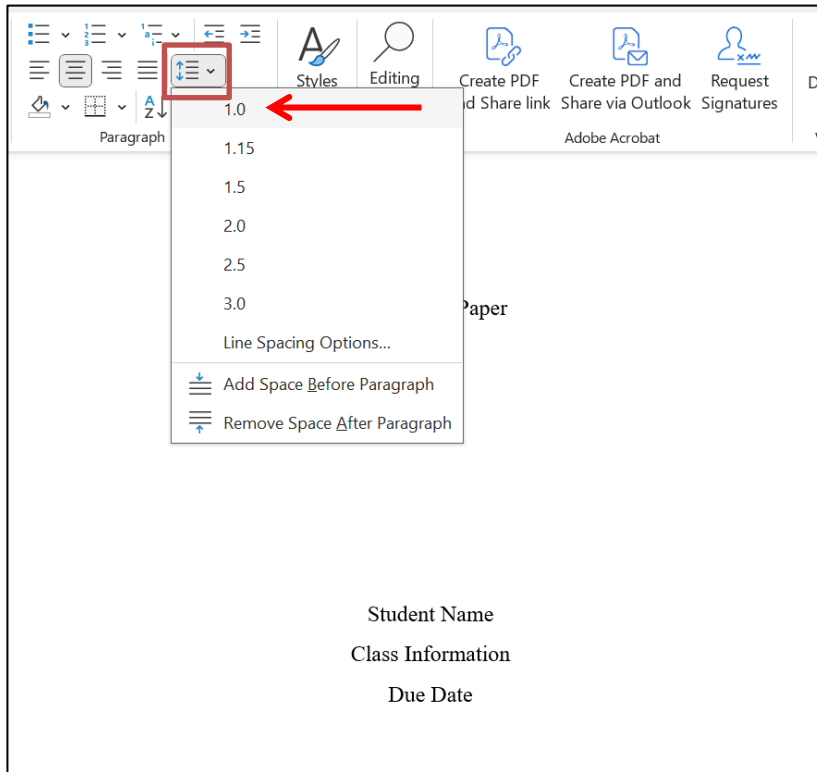 Styles
Editing
Create PDF
nd Share link
Create PDF and
Share via Outlook
Request
Signatures
D
Paragraph
Adobe Acrobat
1.0
1.15
1.5
2.0
2.5
3.0
Line Spacing Options...
Add Space Before Paragraph
Remove Space After Paragraph
Paper
Student Name
Class Information
Due Date